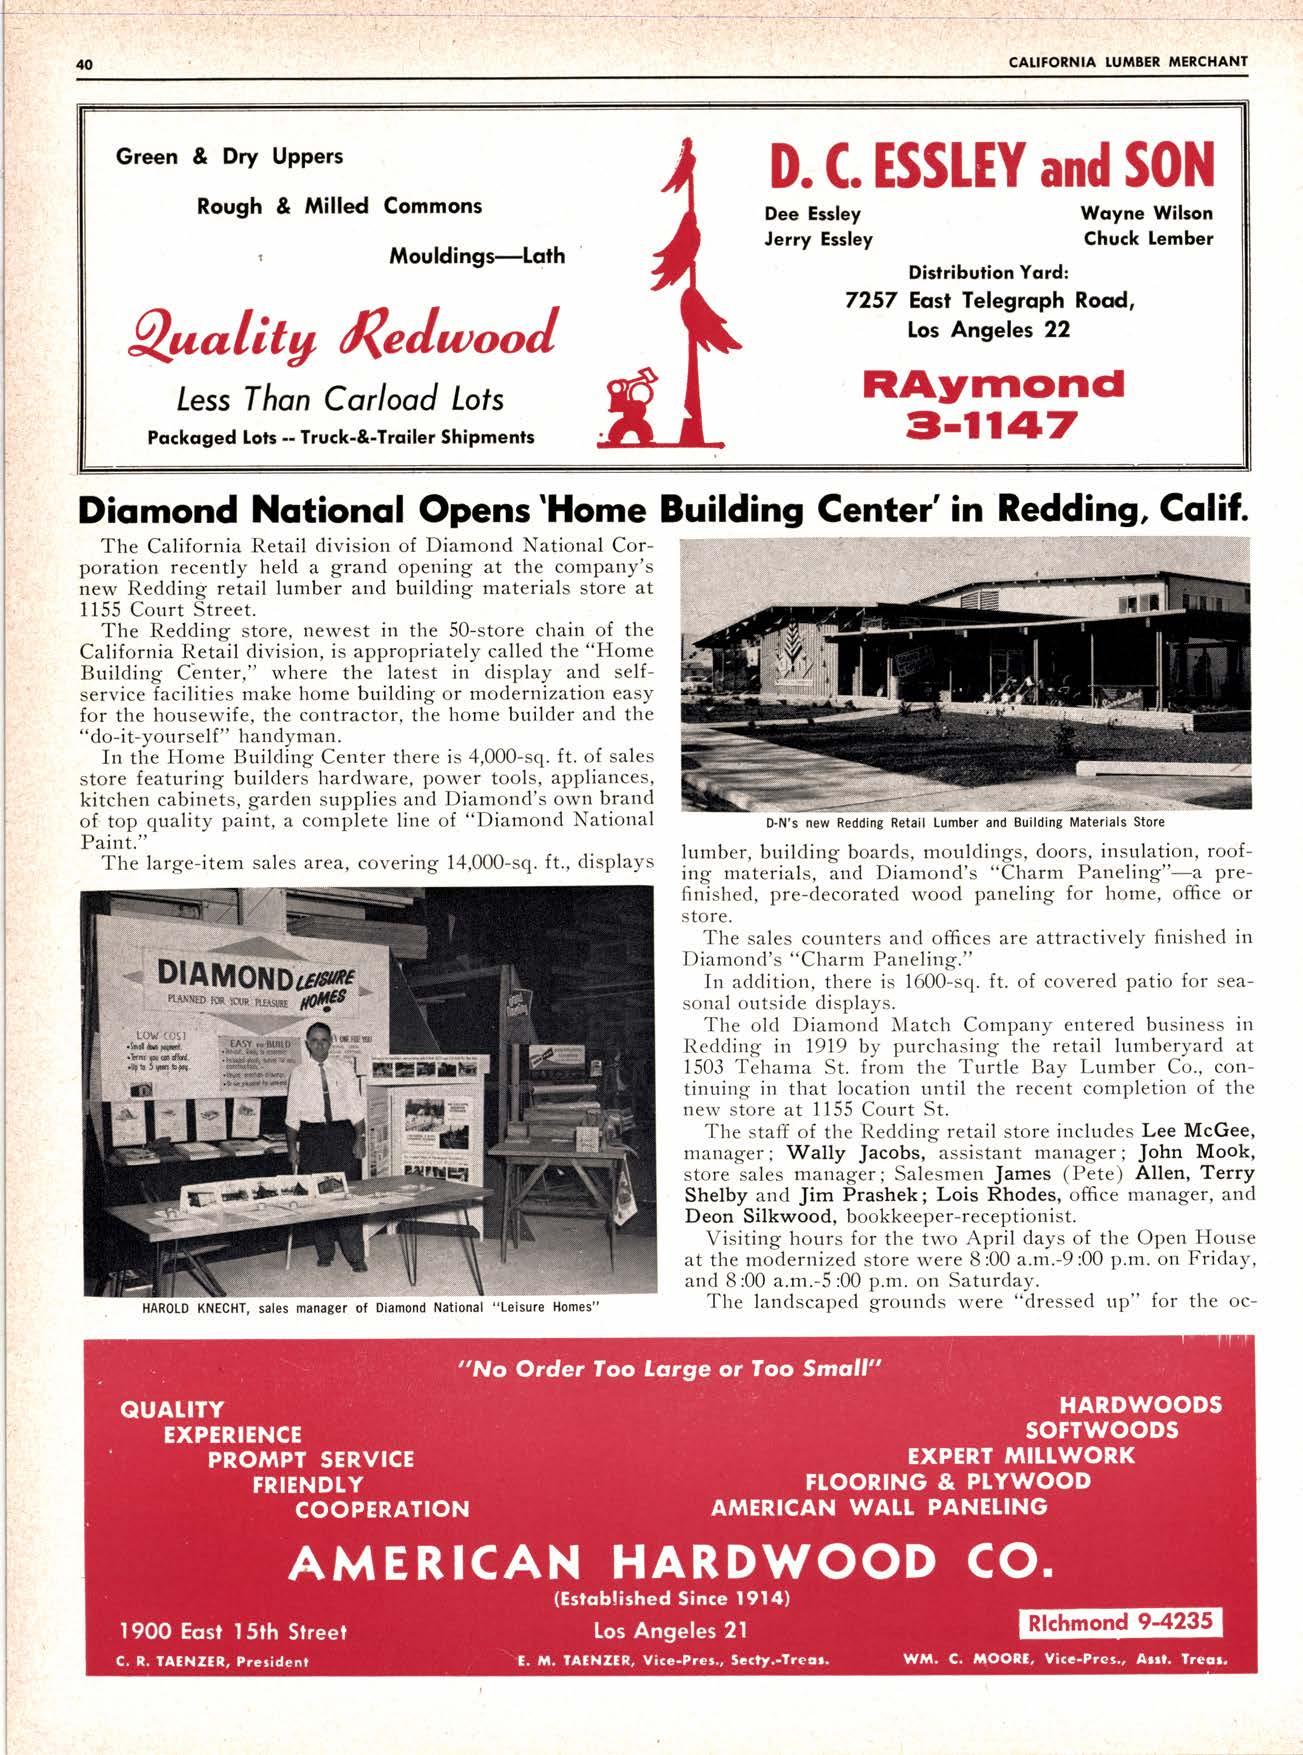 40
CALIFORNIA LUMBER MERCHANT
Green & Dry Uppers
Rough & Milled Commons
Mouldings—Lath
Quality Redwood
Less Than Carload Lots
Packaged Lots -- Truck-&-Trailer Shipments
D. C. ESSLEY and SON
Dee Essley
Wayne Wilson
Jerry Essley
Chuck Lember
Distribution Yard:
7257 East Telegraph Road,
Los Angeles 22
RAymond
3-1147
Diamond National Opens 'Home Building Center' in Redding, Calif.
The California Retail division of Diamond National Cor-
poration recently held a grand opening at the company's
new Redding retail lumber and building materials store at
1155 Court Street.
The Redding store, newest in the 50-store chain of the
California Retail division, is appropriately called the "Home
Building Center," where the latest in display and self-
service facilities make home building or modernization easy
for the housewife, the contractor, the home builder and the
"do-it-yourself" handyman.
In the Home Building Center there is 4,000-sq. ft. of sales
store featuring builders hardware, power tools, appliances,
kitchen cabinets, garden supplies and Diamond's own brand
of top quality paint, a complete line of "Diamond National
Paint."
The large-item sales area, covering 14,000-sq. ft., displays
DIAMOND LEISURE
HOMES
PLANNED FOR YOUR PLEASURE
LOW COST
• Small down payment.
• Terms you can afford.
• Up to 5 years to pay.
EASY to BUILD
HAROLD KNECHT, sales manager of Diamond National "Leisure Homes"
D-N's new Redding Retail Lumber and Building Materials Store
lumber, building boards, mouldings, doors, insulation, roof-
ing materials, and Diamond's "Charm Paneling"—a pre-
finished, pre-decorated wood paneling for home, office or
store.
The sales counters and offices are attractively finished in
Diamond's "Charm Paneling."
In addition, there is 1600-sq. ft. of covered patio for sea-
sonal outside displays.
The old Diamond Match Company entered business in
Redding in 1919 by purchasing the retail lumberyard at
1503 Tehama St. from the Turtle Bay Lumber Co., con-
tinuing in that location until the recent completion of the
new store at 1155 Court St.
The staff of the Redding retail store includes Lee McGee,
manager; Wally Jacobs, assistant manager; John Mook,
store sales manager; Salesmen James (Pete) Allen, Terry
Shelby and Jim Prashek; Lois Rhodes, office manager, and
Deon Silkwood, bookkeeper-receptionist.
Visiting hours for the two April days of the Open House
at the modernized store were 8:00 a.m.-9:00 p.m. on Friday,
and 8:00 a.m.-5:00 p.m. on Saturday.
The landscaped grounds were "dressed up" for the oc-
"No Order Too Large or Too Small"
QUALITY
EXPERIENCE
PROMPT SERVICE
FRIENDLY
COOPERATION
HARDWOODS
SOFTWOODS
EXPERT MILLWORK
FLOORING & PLYWOOD
AMERICAN WALL PANELING
AMERICAN HARDWOOD CO.
(Established Since 1914)
1900 East 15th Street
Los Angeles 21
RIchmond 9-4235
C. R. TAENZER, President
E. M. TAENZER, Vice-Pres., Secty.-Treas.
WM. C. MOORE, Vice-Pres., Asst. Treas.